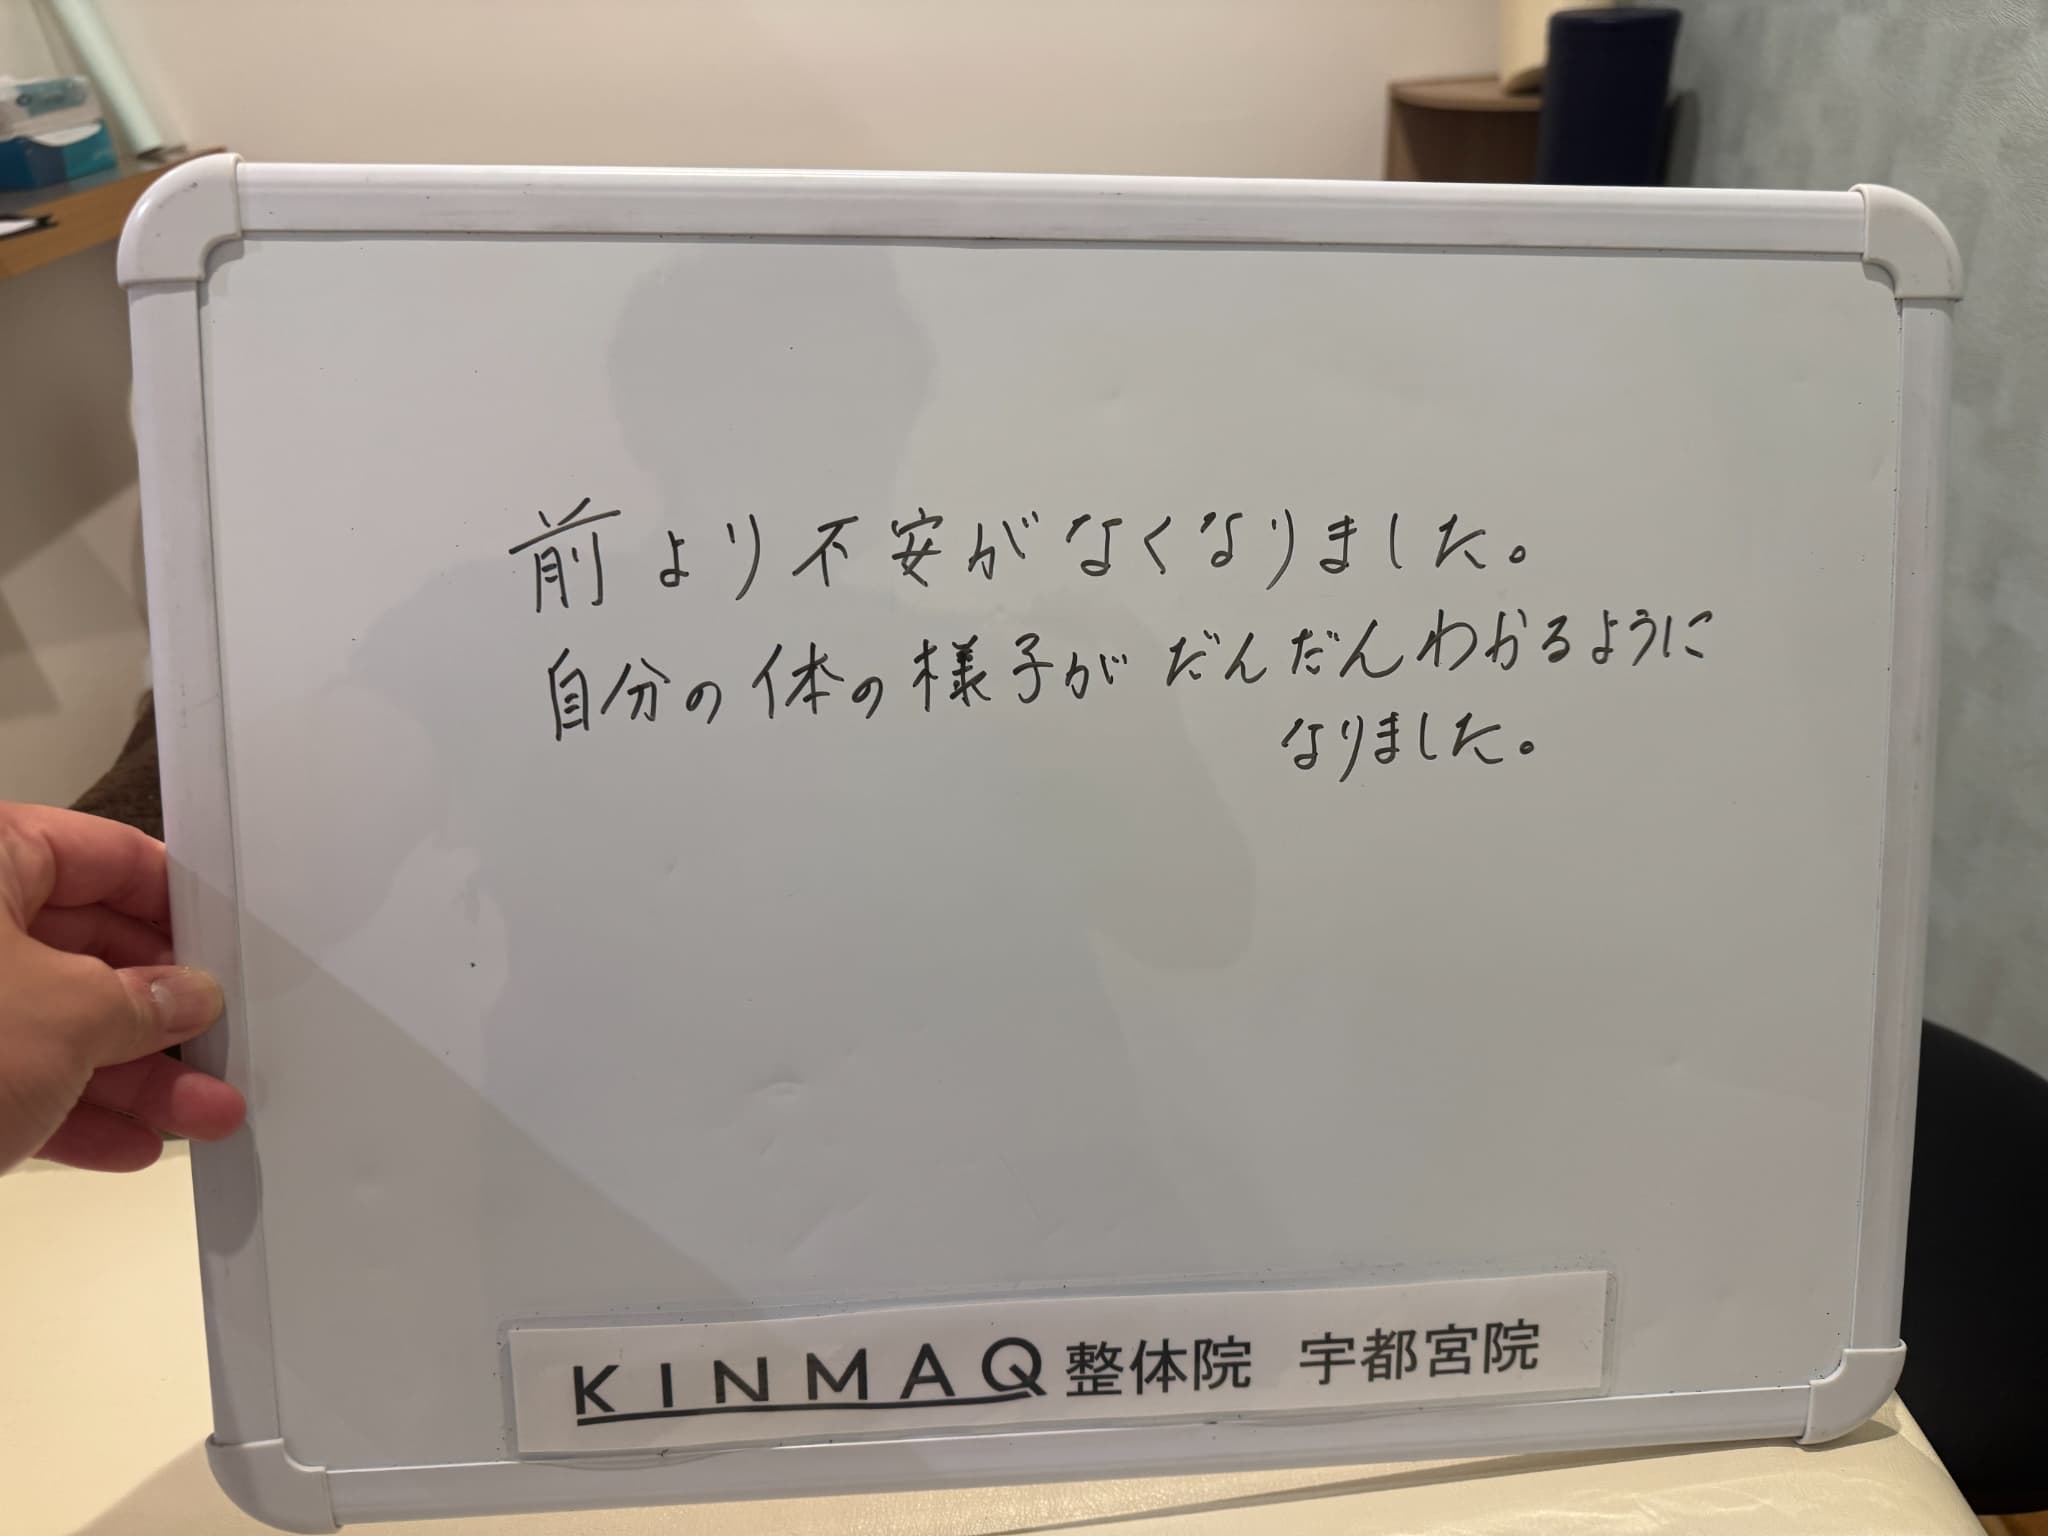 前より不安がなくなりました。
自分の体の様子がだんだんわかるように
なりました。
KINMAQ整体院 宇都宮院